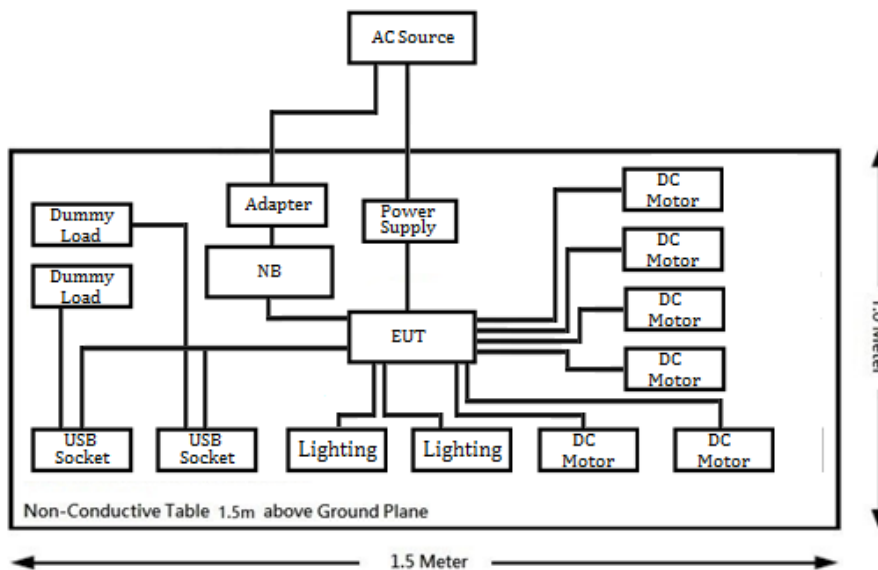 AC Source
Adapter
Power
Supply
DC
Motor
Dummy
Load
DC
Motor
NB
Dummy
Load
DC
Motor
EUT
DC
Motor
USB
Socket
USB
Socket
Lighting
Lighting
DC
Motor
DC
Motor
Non-Conductive Table 1.5m above Ground Plane
1.5 Meter
Meter